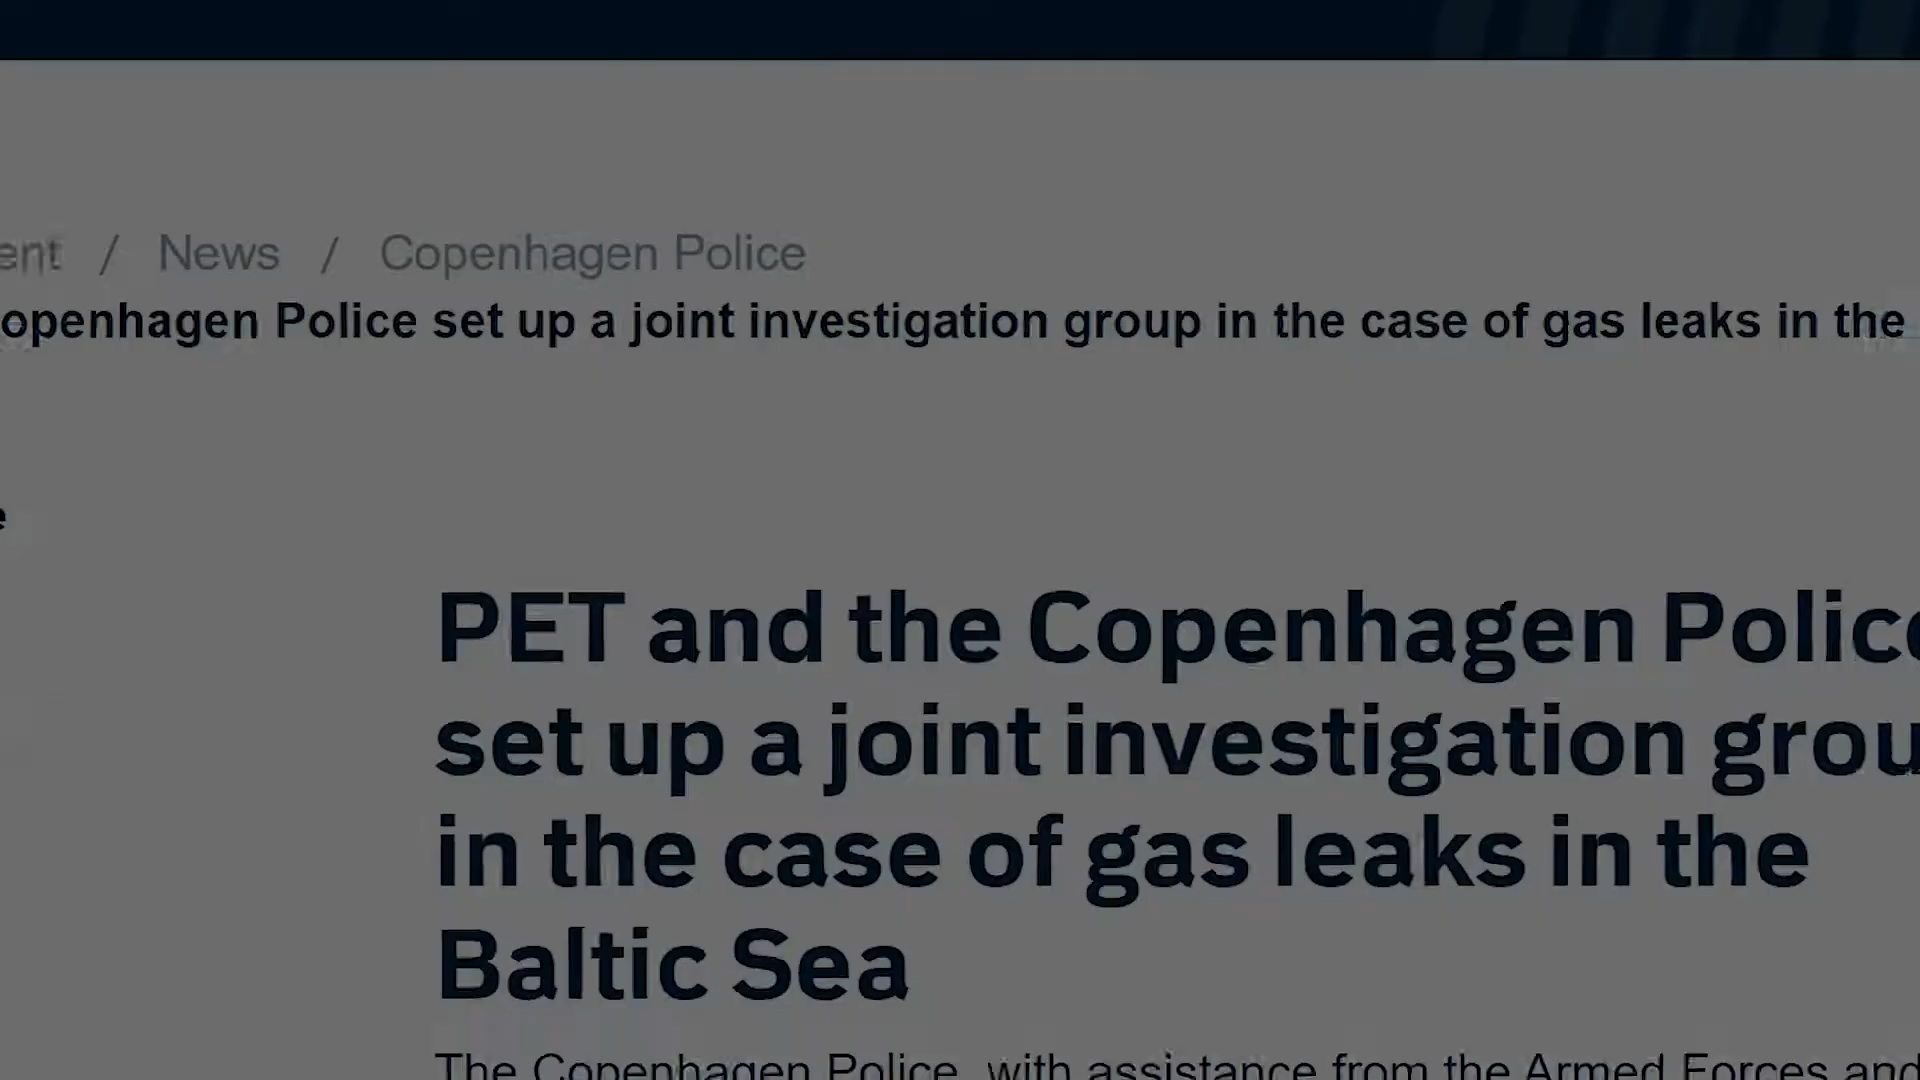 ent / News / Copenhagen Police
openhagen Police set up a joint investigation group in the case of gas leaks in the
e
PET and the Copenhagen Police
set up a joint investigation grou
in the case of gas leaks in the
Baltic Sea
The Copenhagen Police, with assistance from the Armed Forces and